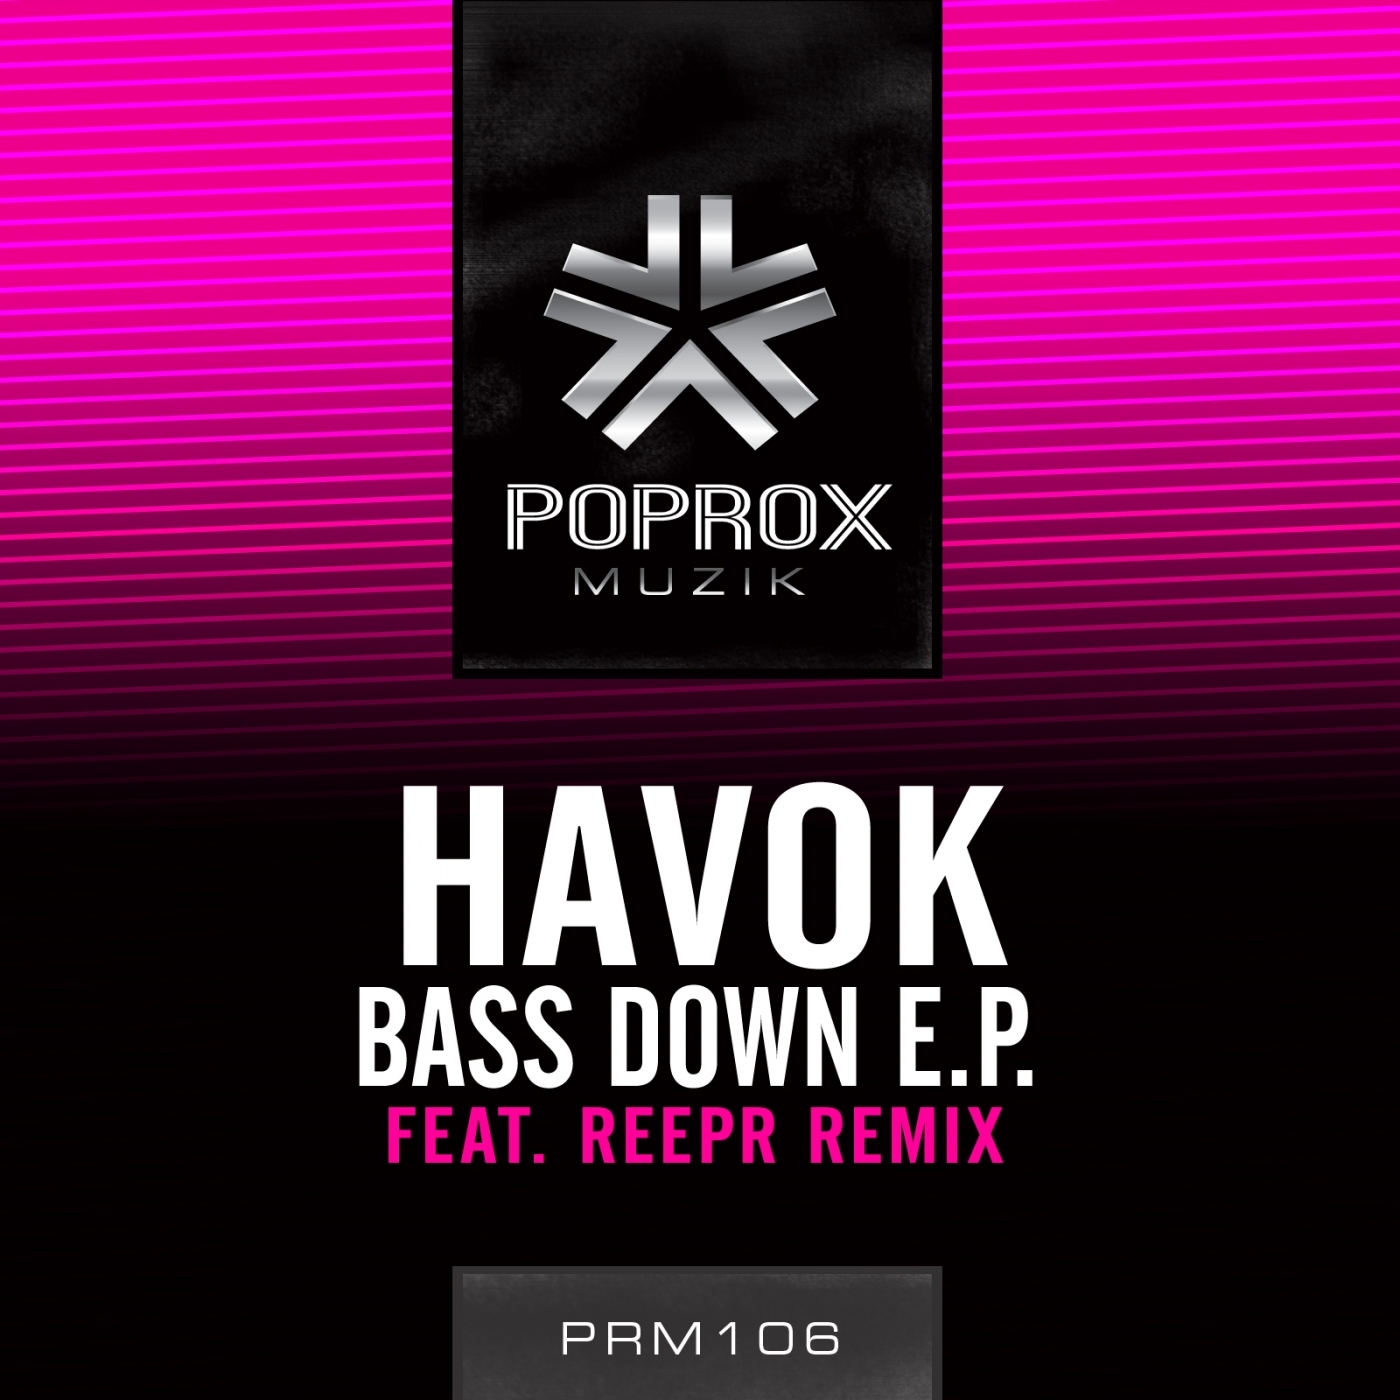 POPROX
MUZIK
HAVOK
BASS DOWN E.P.
FEAT. REEPR REMIX
PRM106